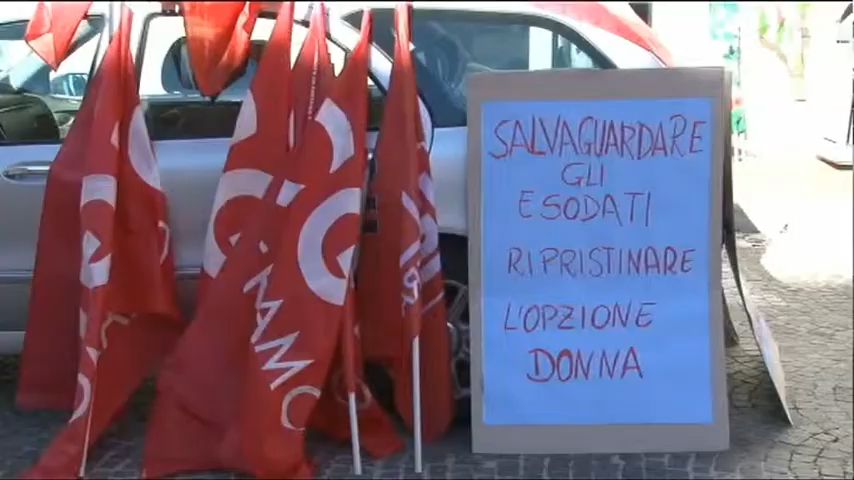 SALVAGUARDARE
GLI
ESODATI
RIPRISTINARE
L'OPZIONE
DONNA